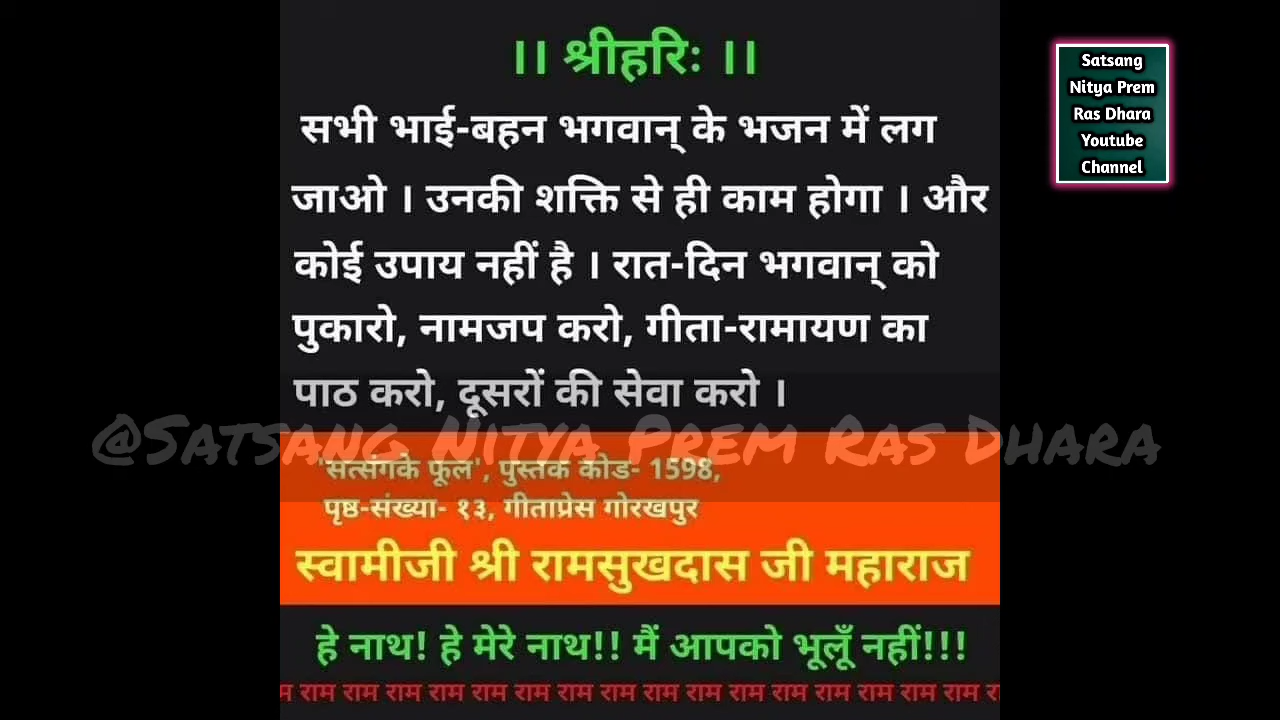 ।। श्रीहरिः ।।
सभी भाई-बहन भगवान् के भजन में लग
जाओ । उनकी शक्ति से ही काम होगा । और
कोई उपाय नहीं है । रात-दिन भगवान् को
पुकारो, नामजप करो, गीता-रामायण का
पाठ करो, दूसरों की सेवा करो ।
@Satsang Nitya Prem Ras Dhara
'सत्संगके फूल', पुस्तक कोड- 1598,
पृष्ठ-संख्या- १३, गीताप्रेस गोरखपुर
स्वामीजी श्री रामसुखदास जी महाराज
हे नाथ! हे मेरे नाथ!! मैं आपको भूलूँ नहीं!!!
म राम राम राम राम राम राम राम राम राम राम राम राम राम राम राम राम र
Satsang
Nitya Prem
Ras Dhara
Youtube
Channel